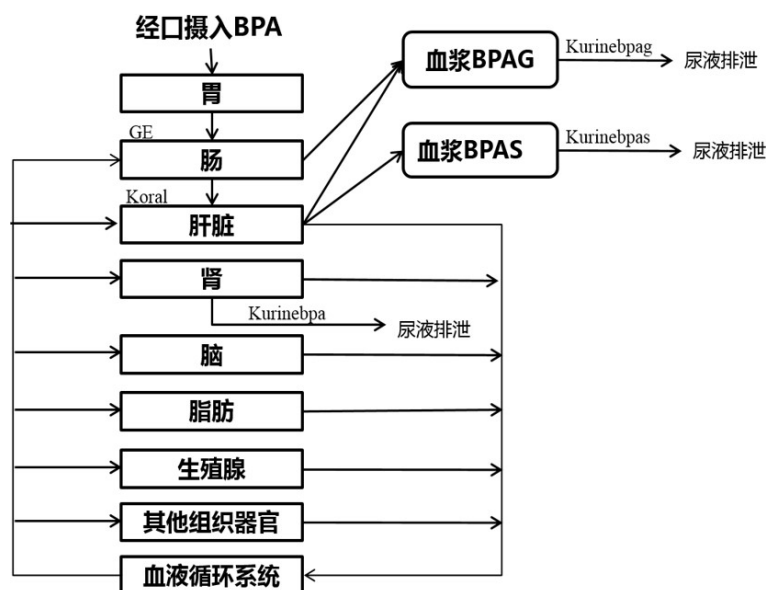 经口摄入BPA
血浆BPAG
Kurinebpag
尿液排泄
胃
GE
肠
血浆BPAS
Kurinebpas
尿液排泄
Koral
肝脏
肾
Kurinebpa
尿液排泄
脑
脂肪
生殖腺
其他组织器官
血液循环系统